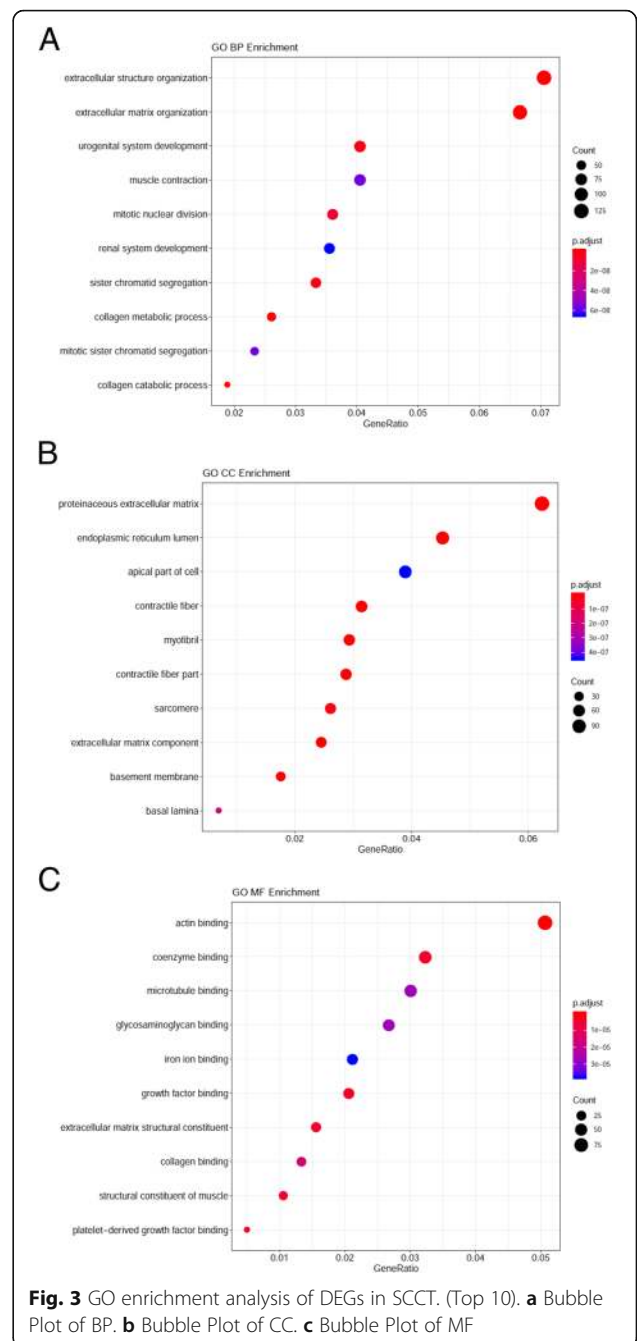 A
GO BP Enrichment
extracellular structure organization
extracellular matrix organization
urogenital system development
muscle contraction
mitotic nuclear division
renal system development
sister chromatid segregation
collagen metabolic process
mitotic sister chromatid segregation
collagen catabolic process
0.02 0.03 0.04 0.05 0.06 0.07
GeneRatio
Count
50
75
100
125
p.adjust
2e-08
4e-08
6e-08
B
GO CC Enrichment
proteinaceous extracellular matrix
endoplasmic reticulum lumen
apical part of cell
contractile fiber
myofibril
contractile fiber part
sarcomere
extracellular matrix component
basement membrane
basal lamina
0.02 0.04 0.06
GeneRatio
p.adjust
1e-07
2e-07
3e-07
4e-07
Count
30
60
90
C
GO MF Enrichment
actin binding
coenzyme binding
microtubule binding
glycosaminoglycan binding
iron ion binding
growth factor binding
extracellular matrix structural constituent
collagen binding
structural constituent of muscle
platelet-derived growth factor binding
0.01 0.02 0.03 0.04 0.05
GeneRatio
p.adjust
1e-05
2e-05
3e-05
Count
25
50
75
Fig. 3 GO enrichment analysis of DEGs in SCCT. (Top 10). a Bubble
Plot of BP. b Bubble Plot of CC. c Bubble Plot of MF